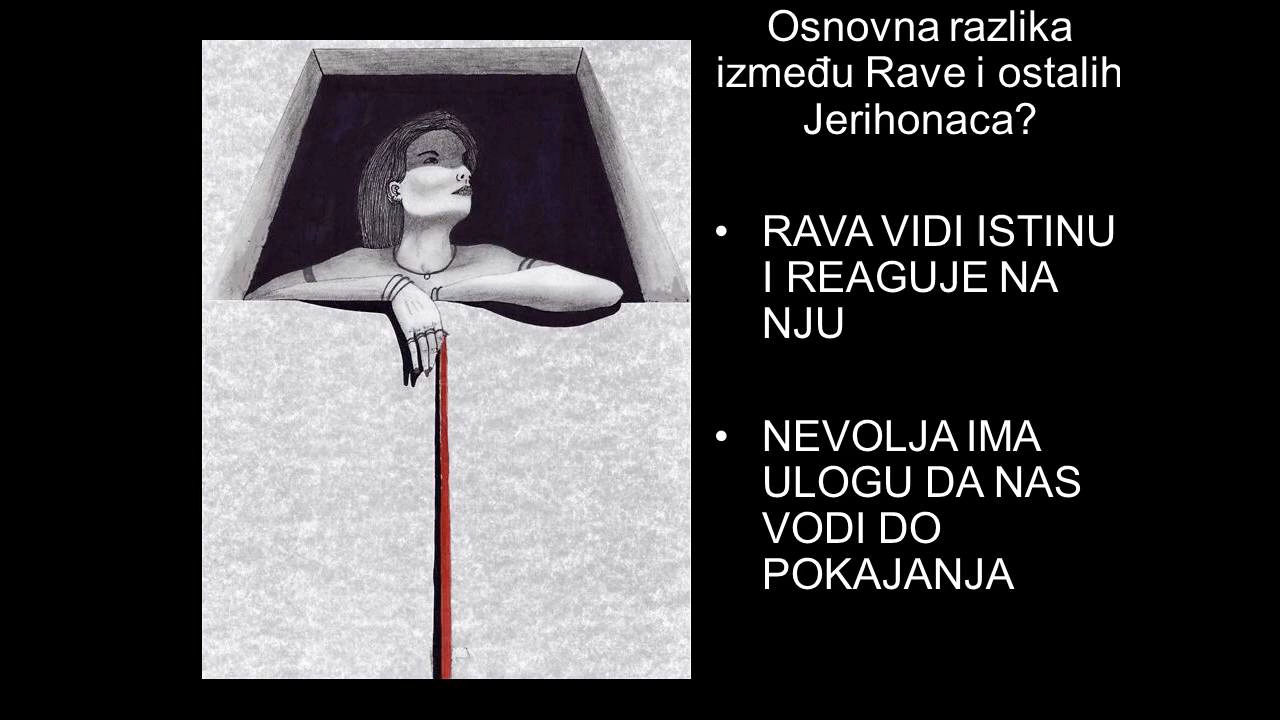 Osnovna razlika
između Rave i ostalih
Jerihonaca?
• RAVA VIDI ISTINU
I REAGUJE NA
NJU
• NEVOLJA IMA
ULOGU DA NAS
VODI DO
POKAJANJA